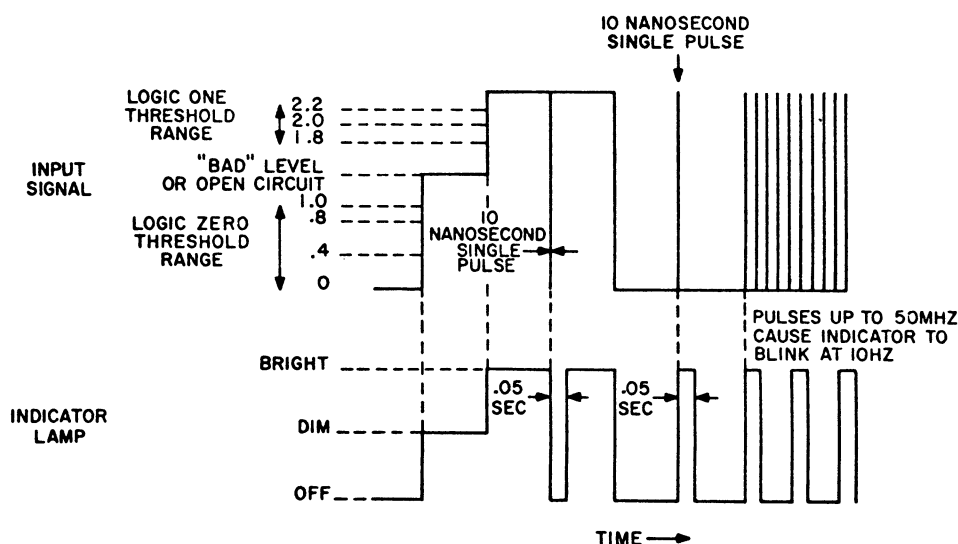 10 NANOSECOND
SINGLE PULSE
LOGIC ONE
THRESHOLD
RANGE
2.2
2.0
1.8
INPUT
SIGNAL
"BAD" LEVEL
OR OPEN CIRCUIT
1.0
.8
LOGIC ZERO
THRESHOLD
RANGE
.4
0
10
NANOSECOND
SINGLE
PULSE
PULSES UP TO 50MHZ
CAUSE INDICATOR TO
BLINK AT 10HZ
INDICATOR
LAMP
BRIGHT
DIM
OFF
.05
SEC
.05
SEC
TIME